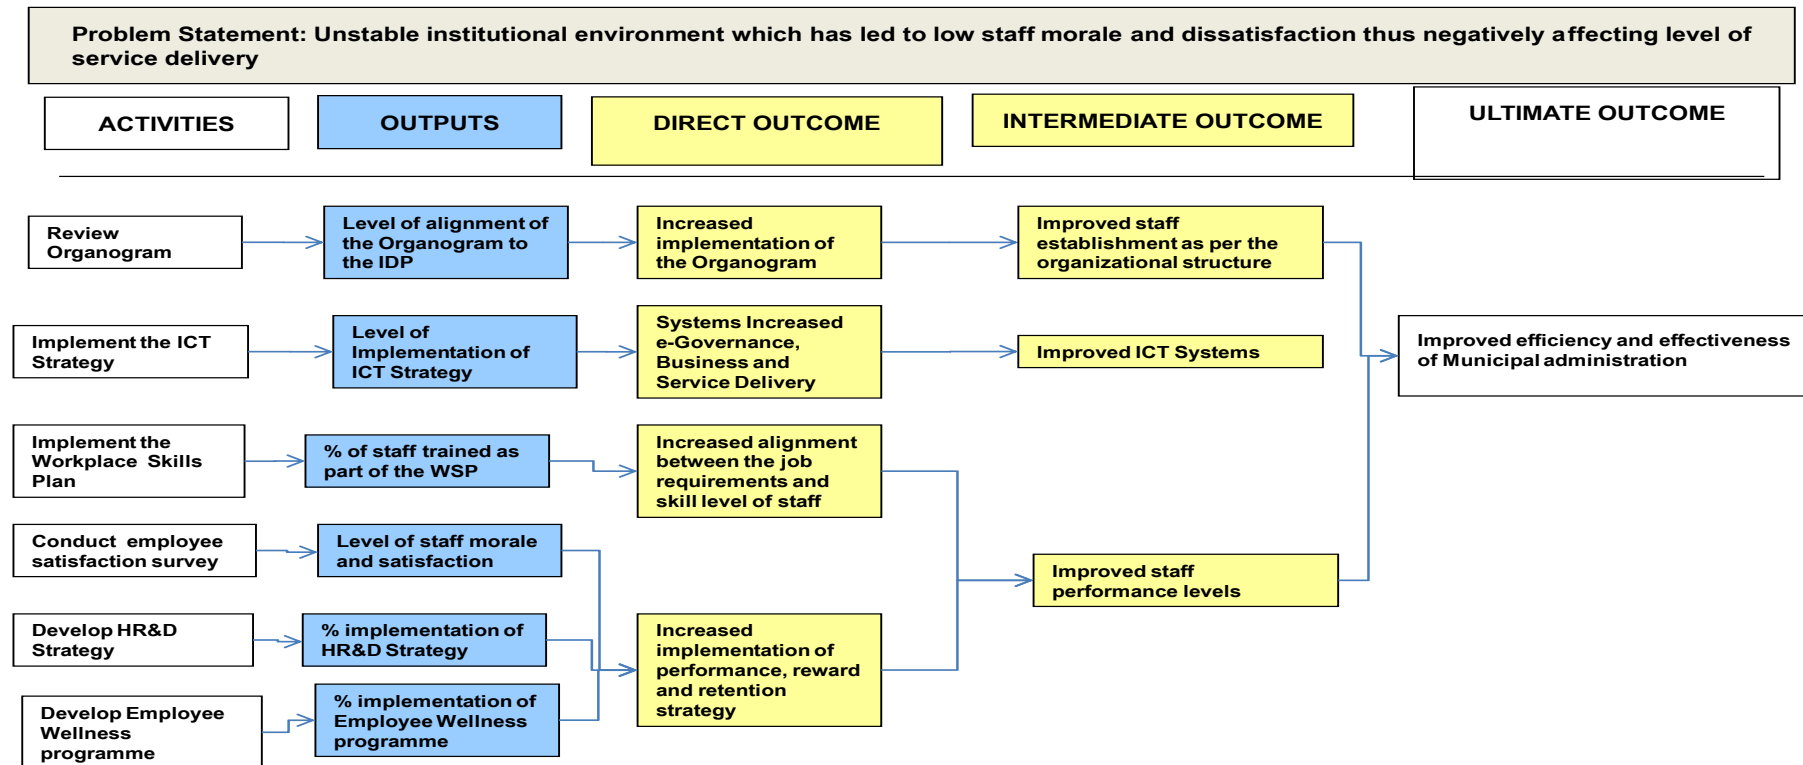 Problem Statement: Unstable institutional environment which has led to low staff morale and dissatisfaction thus negatively affecting level of
service delivery
ACTIVITIES
OUTPUTS
DIRECT OUTCOME
INTERMEDIATE OUTCOME
ULTIMATE OUTCOME
Review
Organogram
Level of alignment of
the Organogram to
the IDP
Increased
implementation of
the Organogram
Improved staff
establishment as per the
organizational structure
Implement the ICT
Strategy
Level of
Implementation of
ICT Strategy
Systems Increased
e-Governance,
Business and
Service Delivery
Improved ICT Systems
Improved efficiency and effectiveness
of Municipal administration
Implement the
Workplace Skills
Plan
% of staff trained as
part of the WSP
Increased alignment
between the job
requirements and
skill level of staff
Conduct employee
satisfaction survey
Level of staff morale
and satisfaction
Improved staff
performance levels
Develop HR&D
Strategy
% implementation of
HR&D Strategy
Increased
implementation of
performance, reward
and retention
strategy
Develop Employee
Wellness
programme
% implementation of
Employee Wellness
programme